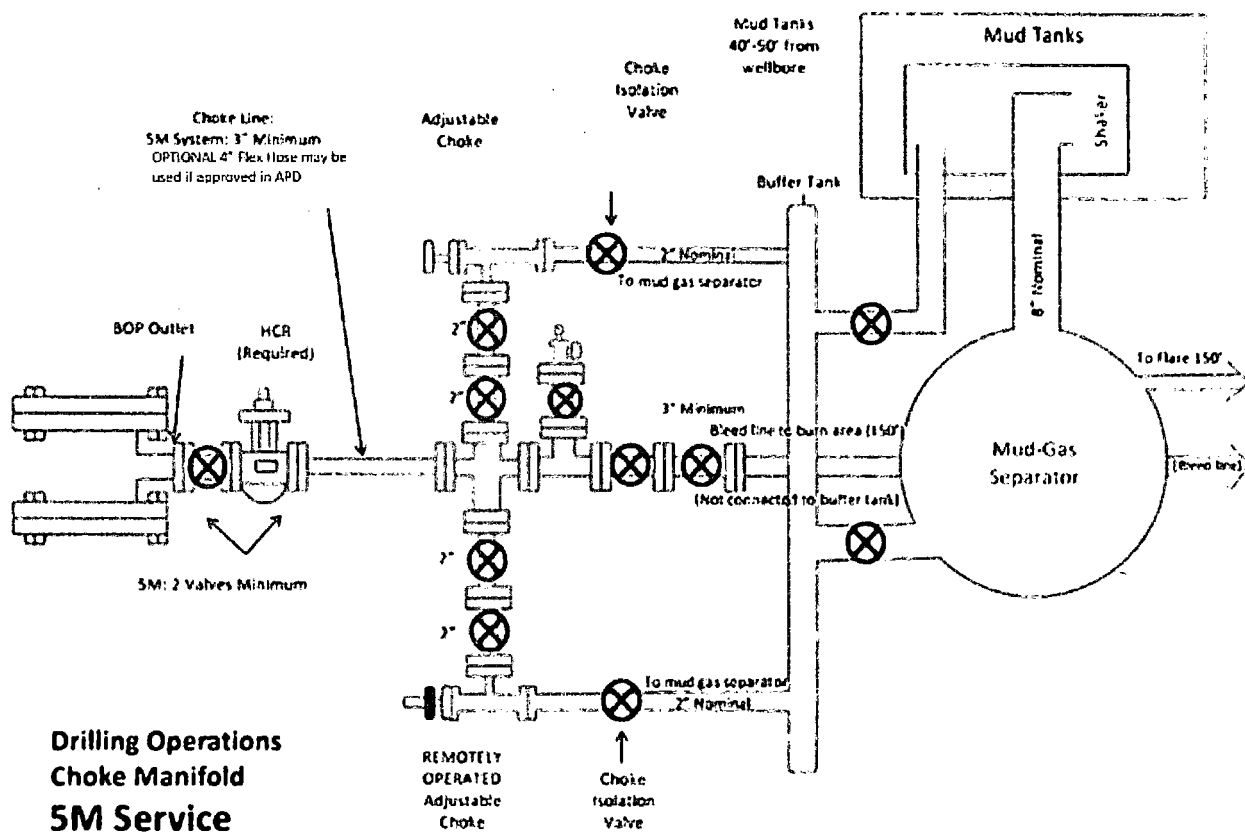 Mud Tanks
40'-50' from
wellbore
Mud Tanks
Shaker
Choke
Isolation
Valve
Choke Line:
5M System: 3" Minimum
OPTIONAL 4" Flex Hose may be
used if approved in APD
Adjustable
Choke
Buffer Tank
2" Nominal
To mud gas separator
8" Nominal
BOP Outlet
HCR
(Required)
2"
2"
To Flare 150'
3" Minimum
Bleed line to burn area (150'
Mud-Gas
Separator
(Bleed line)
(Not connected to buffer tank)
5M: 2 Valves Minimum
2"
2"
To mud gas separator
2" Nominal
Drilling Operations
Choke Manifold
5M Service
REMOTELY
OPERATED
Adjustable
Choke
Choke
Isolation
Valve